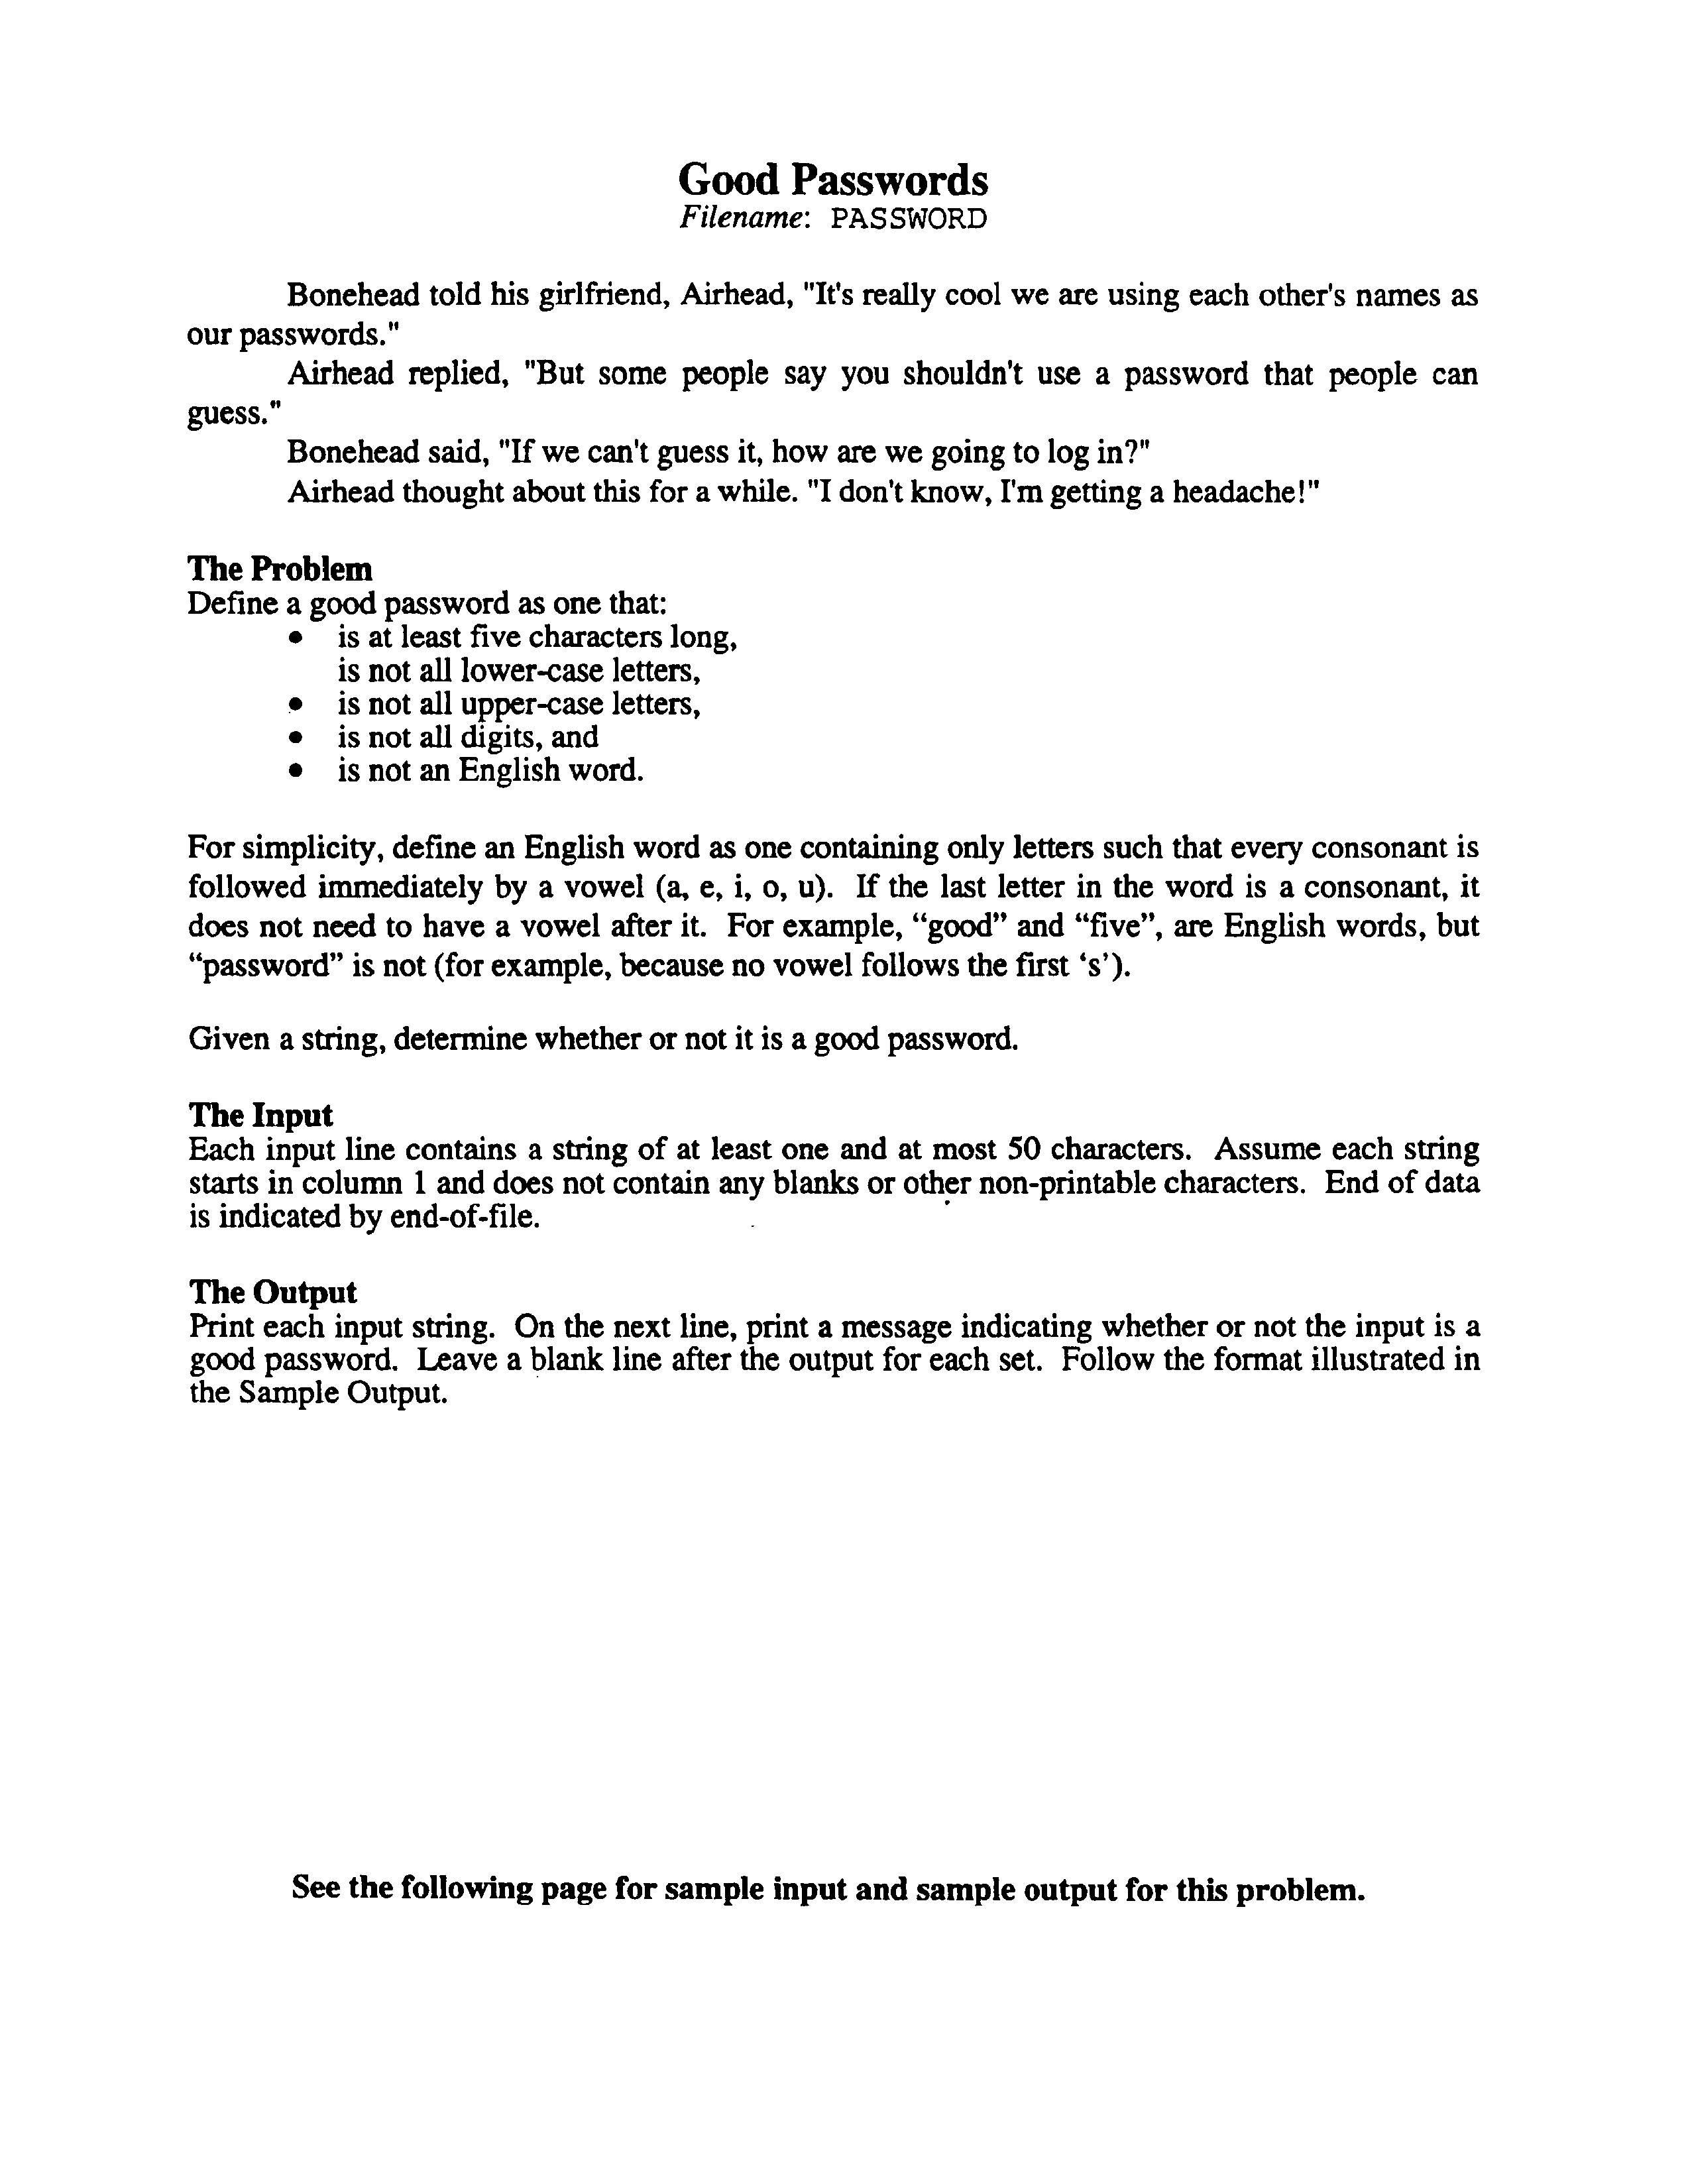 Good Passwords
Filename: PASSWORD
Bonehead told his girlfriend, Airhead, "It's really cool we are using each other's names as
our passwords."
Airhead replied, "But some people say you shouldn't use a password that people can
guess."
Bonehead said, "If we can't guess it, how are we going to log in?"
Airhead thought about this for a while. "I don't know, I'm getting a headache!"
The Problem
Define a good password as one that:
• is at least five characters long,
is not all lower-case letters,
• is not all upper-case letters,
• is not all digits, and
• is not an English word.
For simplicity, define an English word as one containing only letters such that every consonant is
followed immediately by a vowel (a, e, i, o, u). If the last letter in the word is a consonant, it
does not need to have a vowel after it. For example, “good” and “five”, are English words, but
“password” is not (for example, because no vowel follows the first ‘s’).
Given a string, determine whether or not it is a good password.
The Input
Each input line contains a string of at least one and at most 50 characters. Assume each string
starts in column 1 and does not contain any blanks or other non-printable characters. End of data
is indicated by end-of-file.
The Output
Print each input string. On the next line, print a message indicating whether or not the input is a
good password. Leave a blank line after the output for each set. Follow the format illustrated in
the Sample Output.
See the following page for sample input and sample output for this problem.